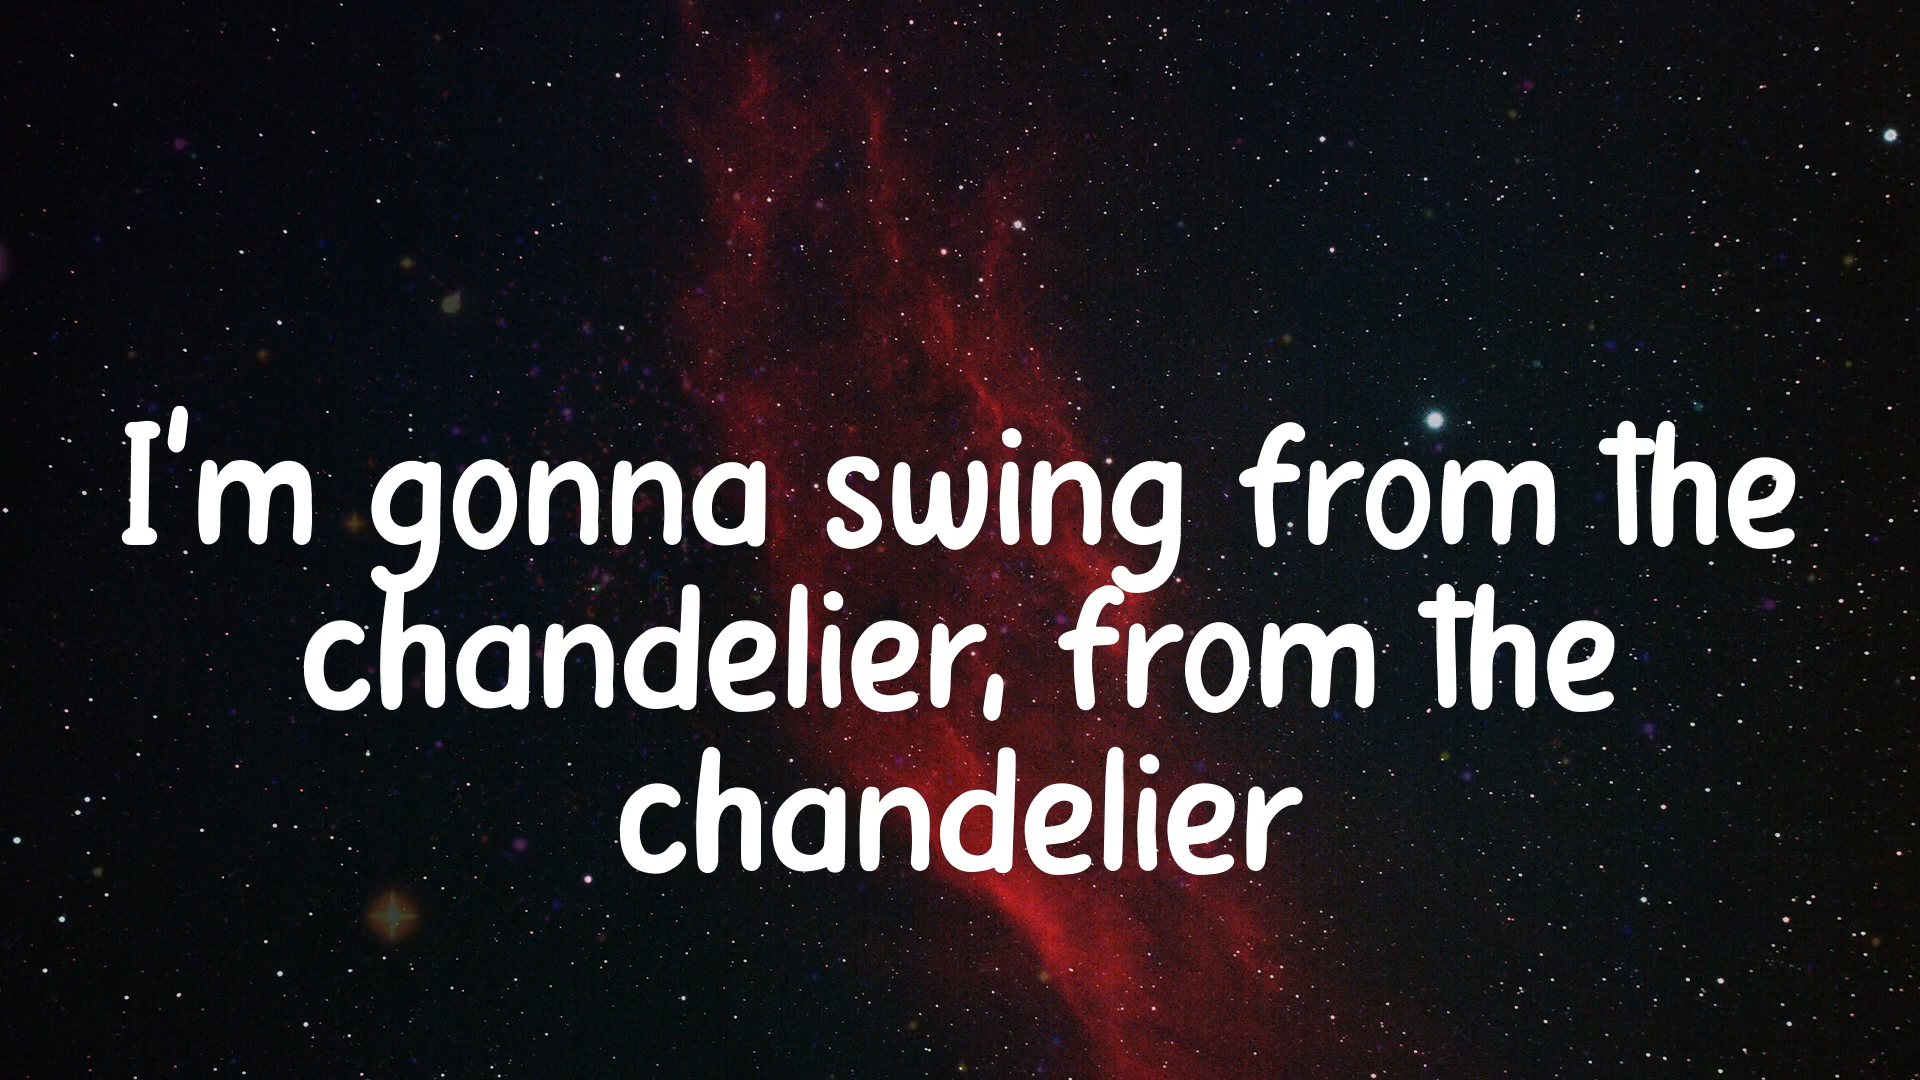 I'm gonna swing from the
chandelier, from the
chandelier